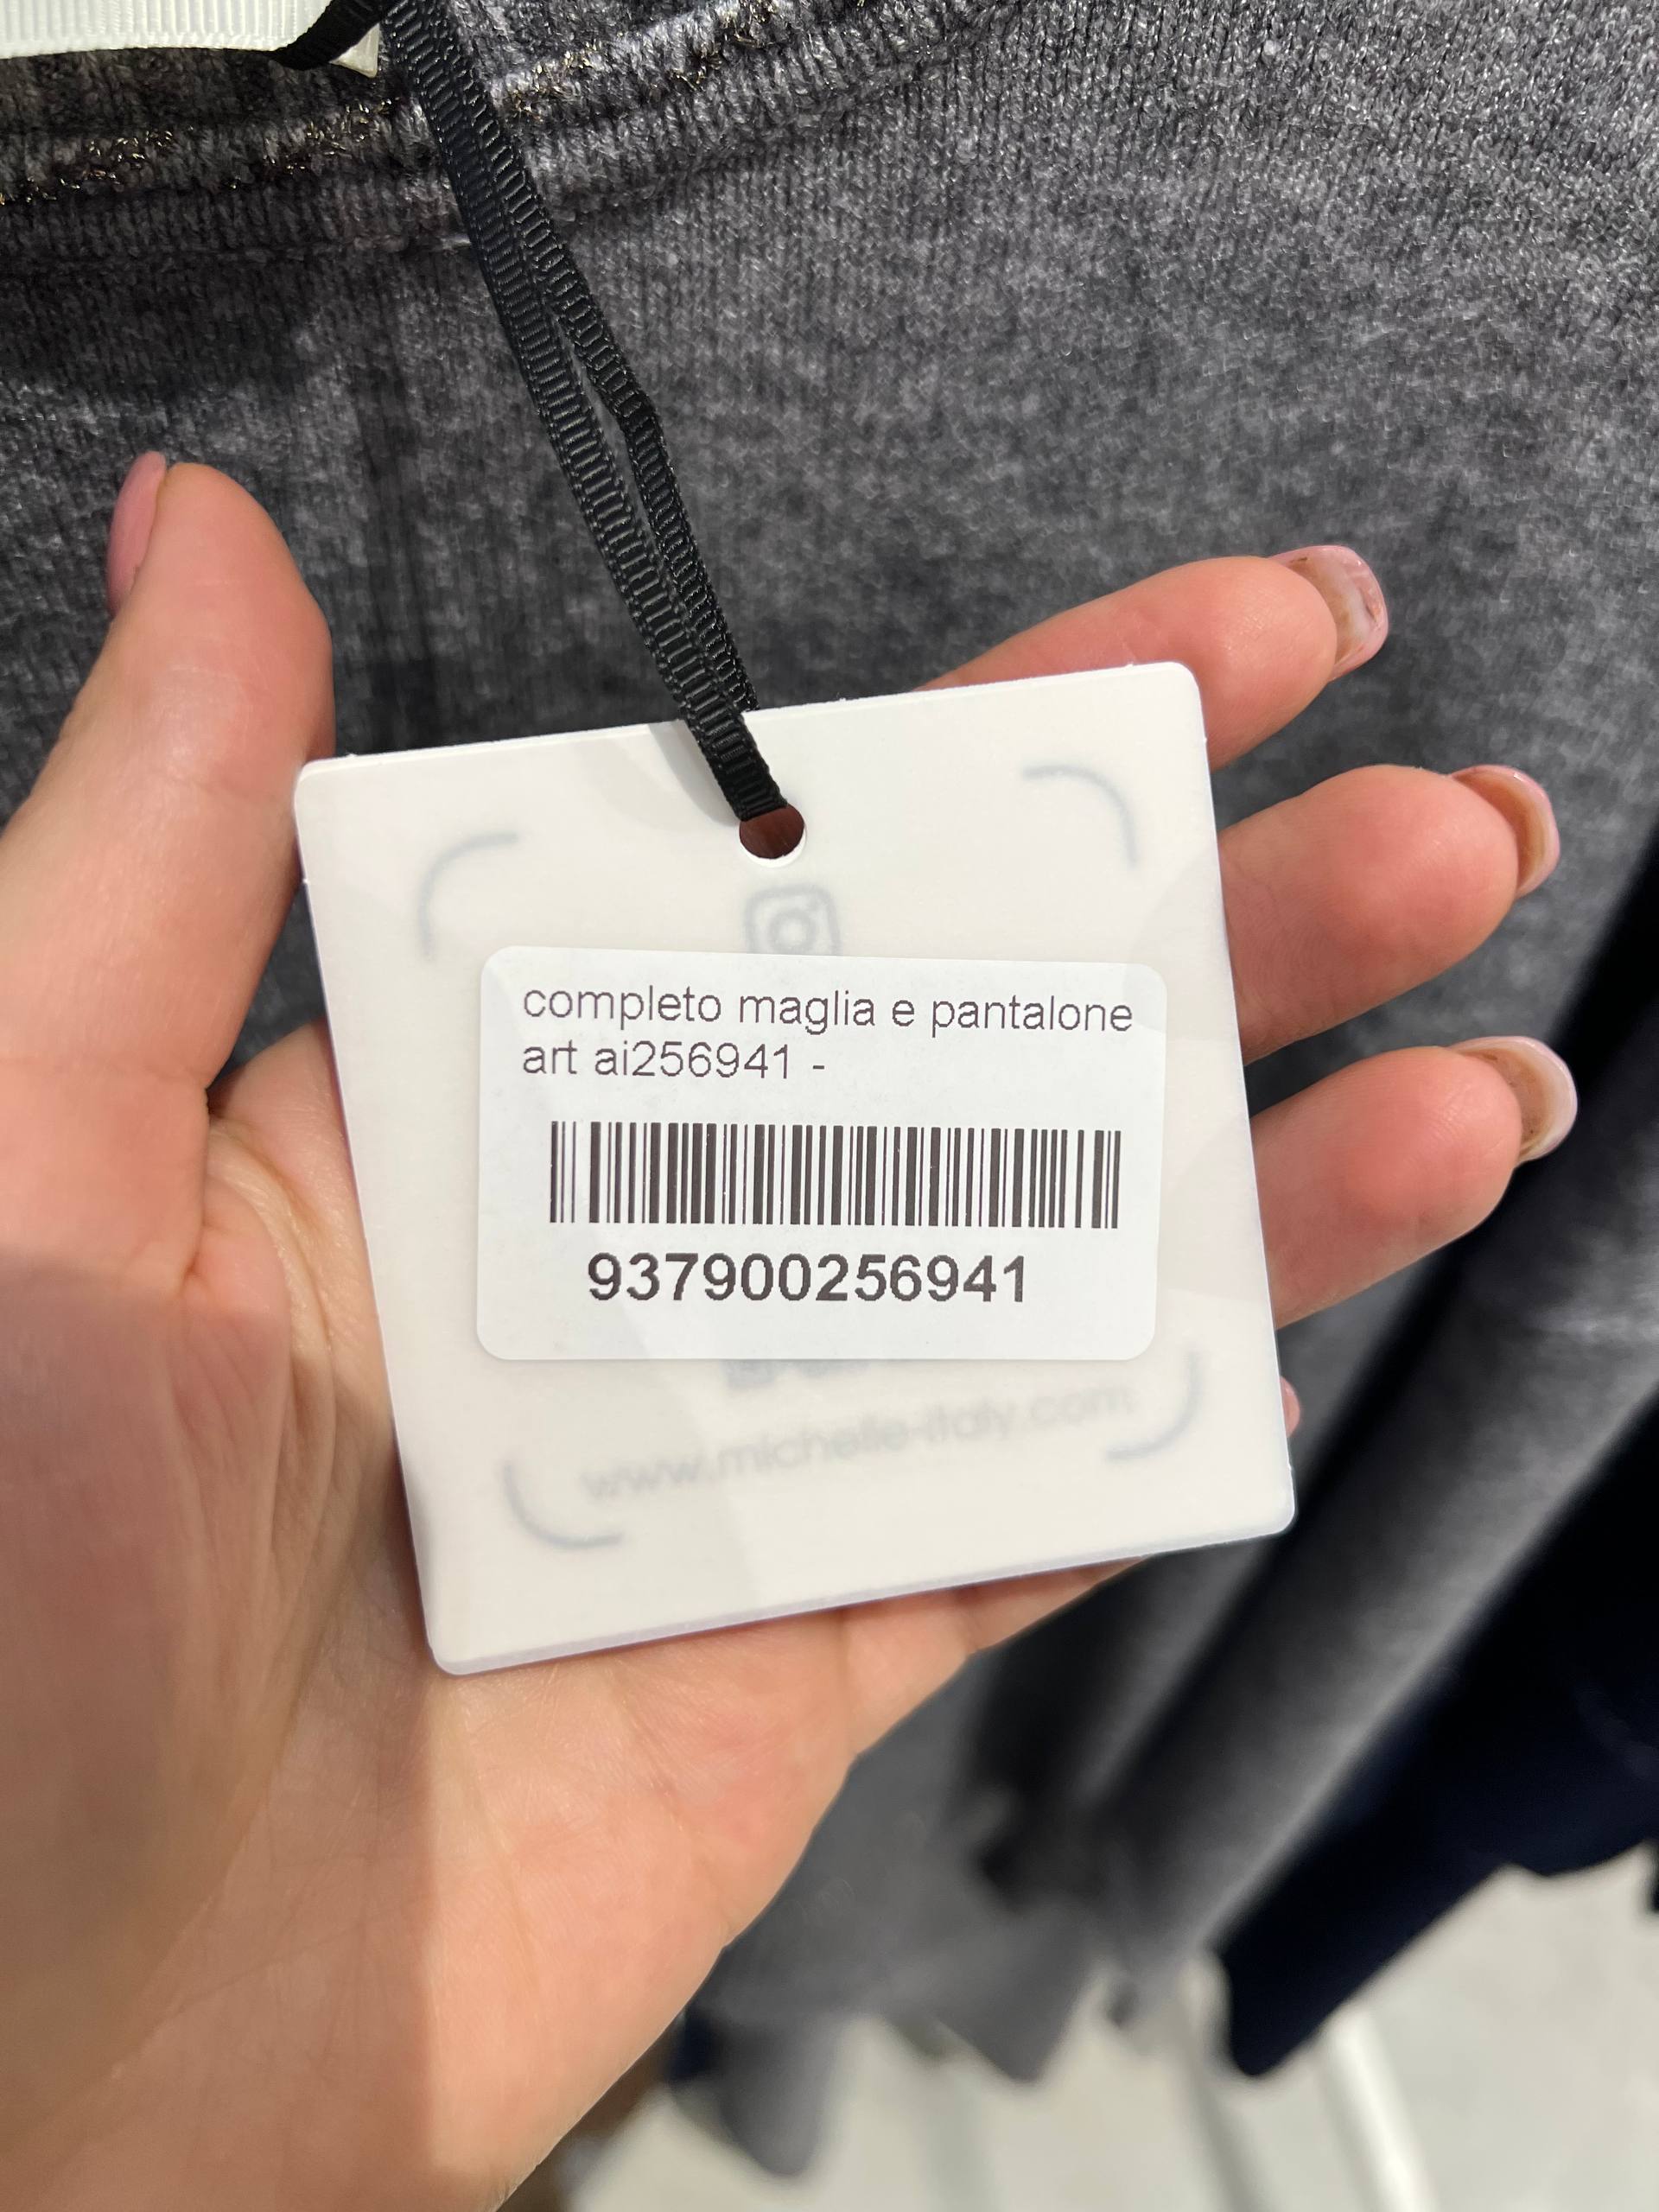 completo maglia e pantalone
art ai256941 -
937900256941
www.michelle-italy.com